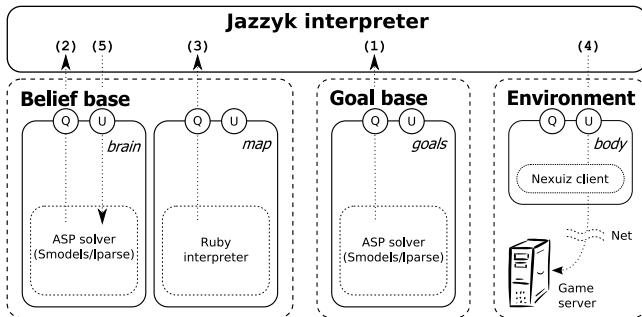 Jazzyk interpreter
(2) (5) (3) (1) (4)
Belief base Goal base Environment
Q U Q U Q U Q U
brain map goals body
Nexuiz client
ASP solver
(Smodels/lparse)
Ruby
interpreter
ASP solver
(Smodels/lparse)
Net
Game
server